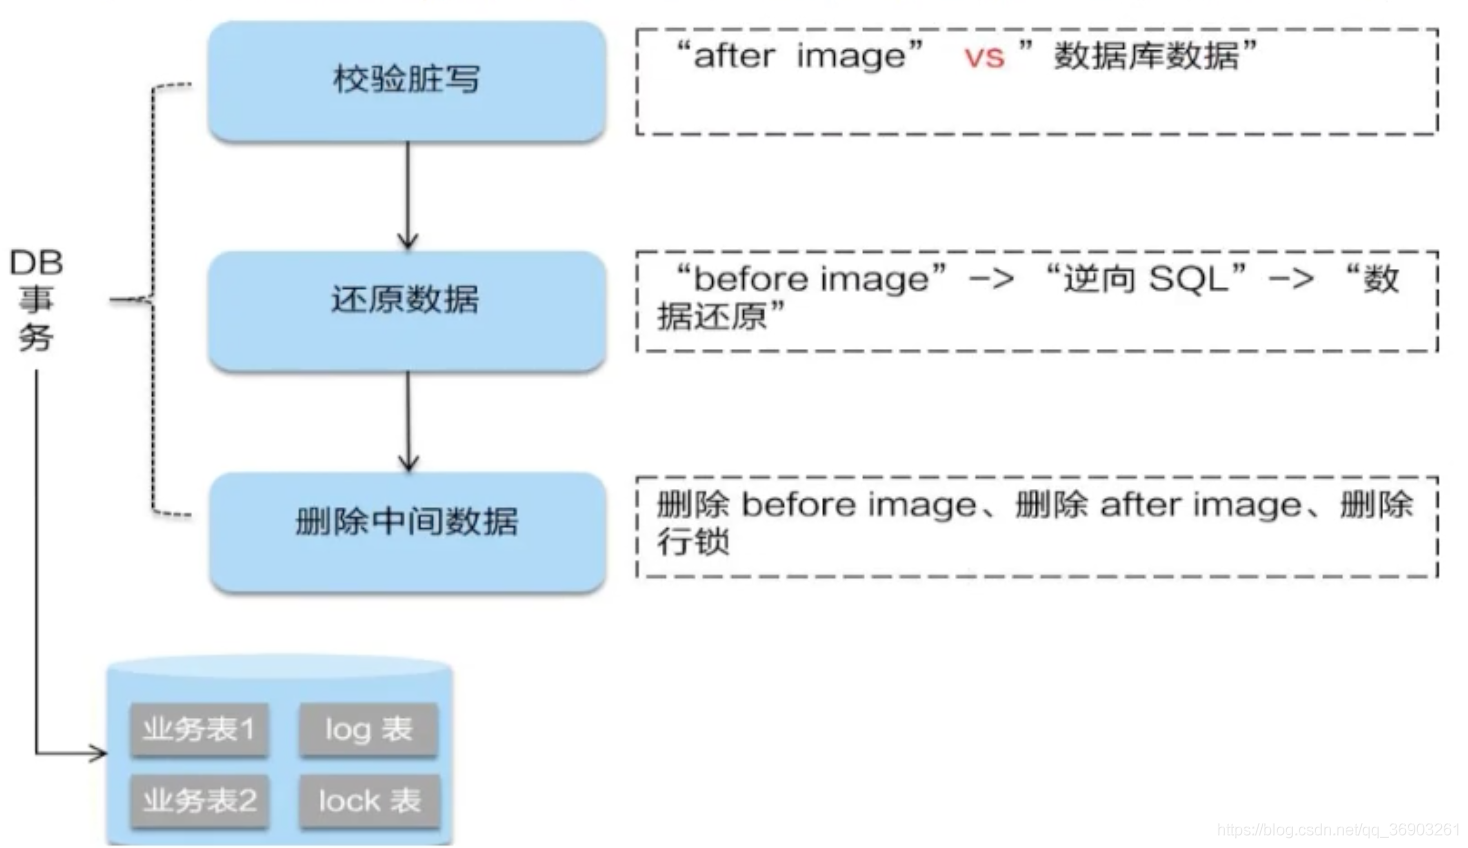 校验脏写
“after image” vs ” 数据库数据”
DB
事
务
还原数据
“before image” —> “逆向 SQL” —> “数
据还原”
删除中间数据
删除 before image、删除 after image、删除
行锁
业务表1
log 表
业务表2
lock 表
https://blog.csdn.net/qq_36903261